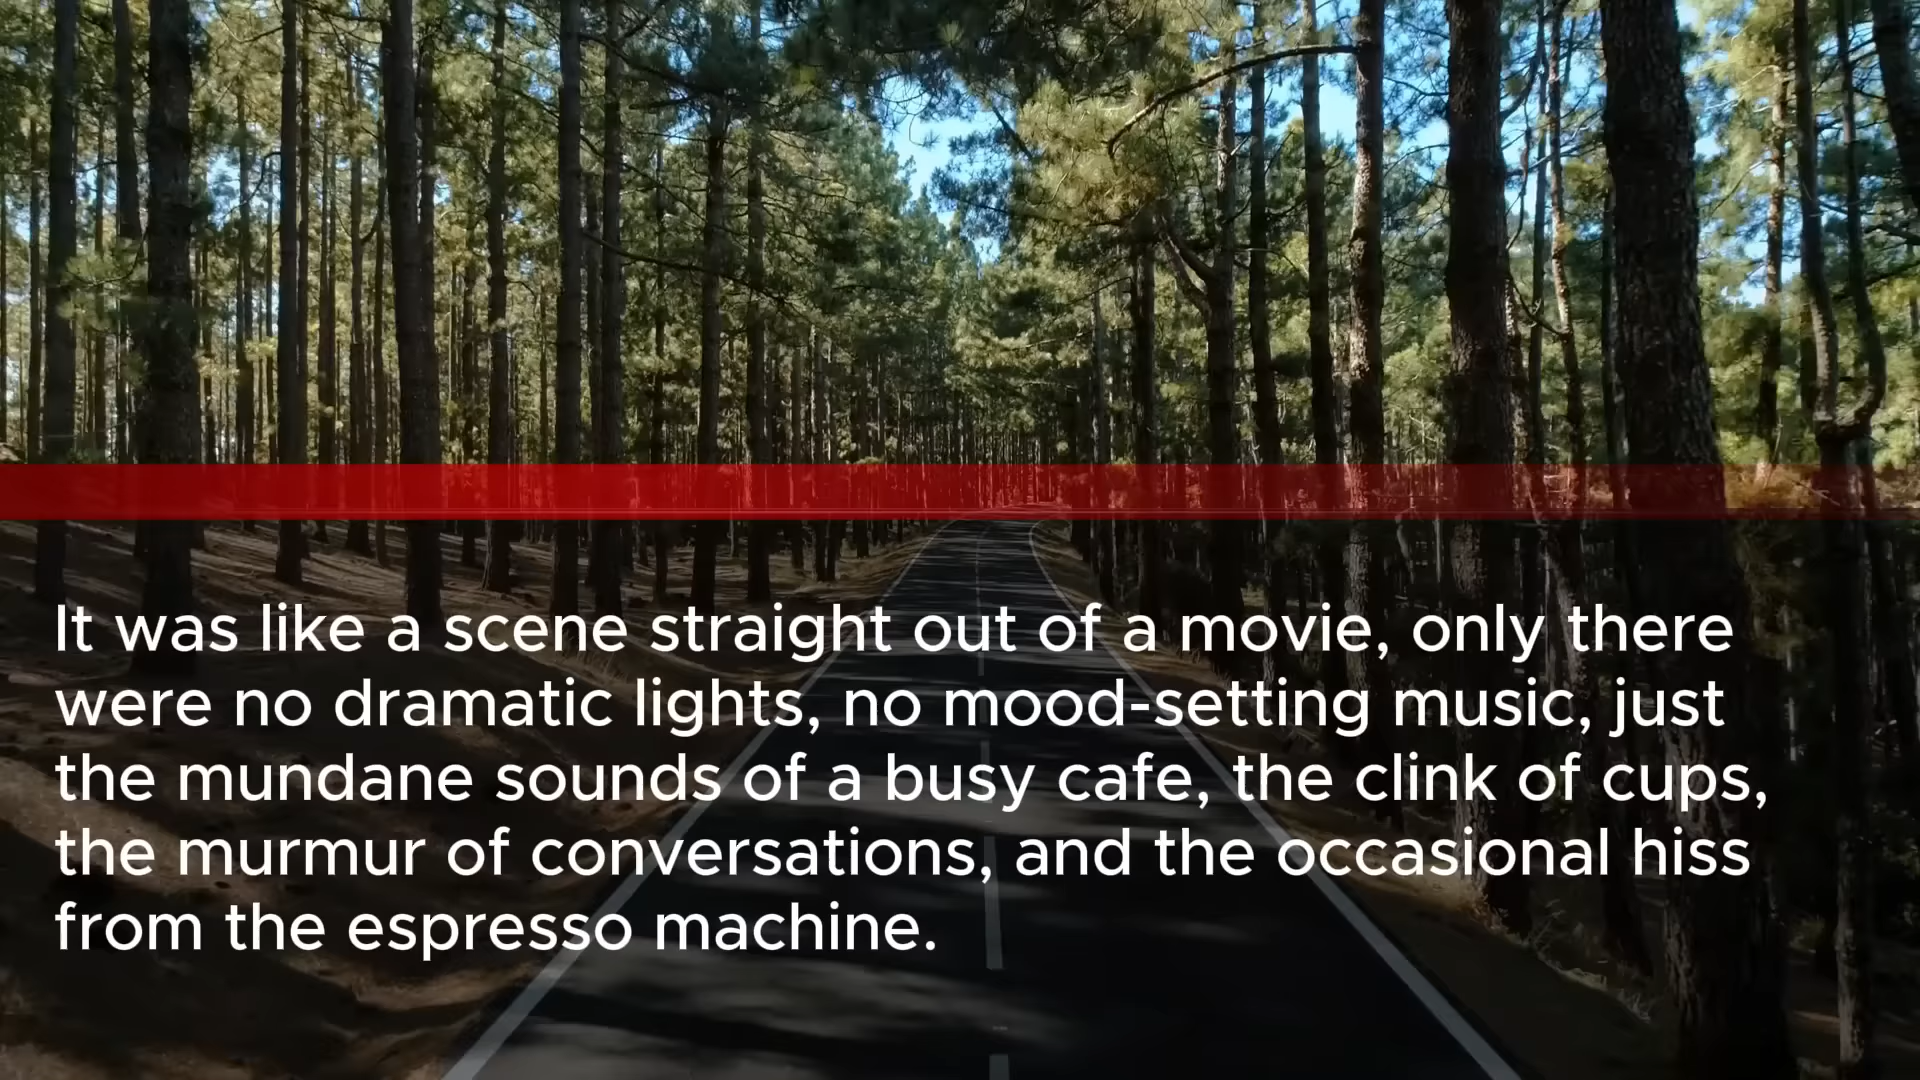 It was like a scene straight out of a movie, only there
were no dramatic lights, no mood-setting music, just
the mundane sounds of a busy cafe, the clink of cups,
the murmur of conversations, and the occasional hiss
from the espresso machine.